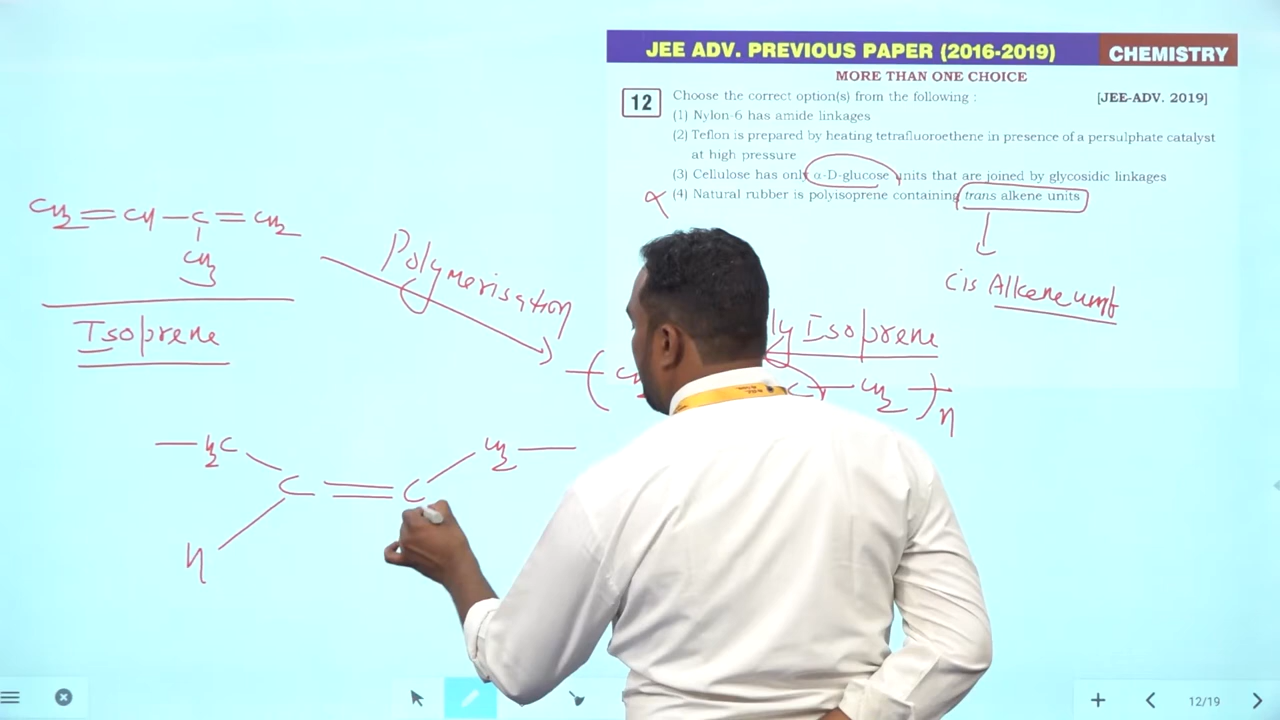 JEE ADV. PREVIOUS PAPER (2016-2019) CHEMISTRY
MORE THAN ONE CHOICE
12 Choose the correct option(s) from the following : [JEE-ADV. 2019]
(1) Nylon-6 has amide linkages
(2) Teflon is prepared by heating tetrafluoroethene in presence of a persulphate catalyst
at high pressure
(3) Cellulose has only α-D-glucose units that are joined by glycosidic linkages
(4) Natural rubber is polyisoprene containing trans alkene units
cis Alkene unit
CH2=CH-C=CH2
CH3
Isoprene
Polymerisation
ly Isoprene
C-CH2)n
-H2C CH2-
C=C
H
12/19